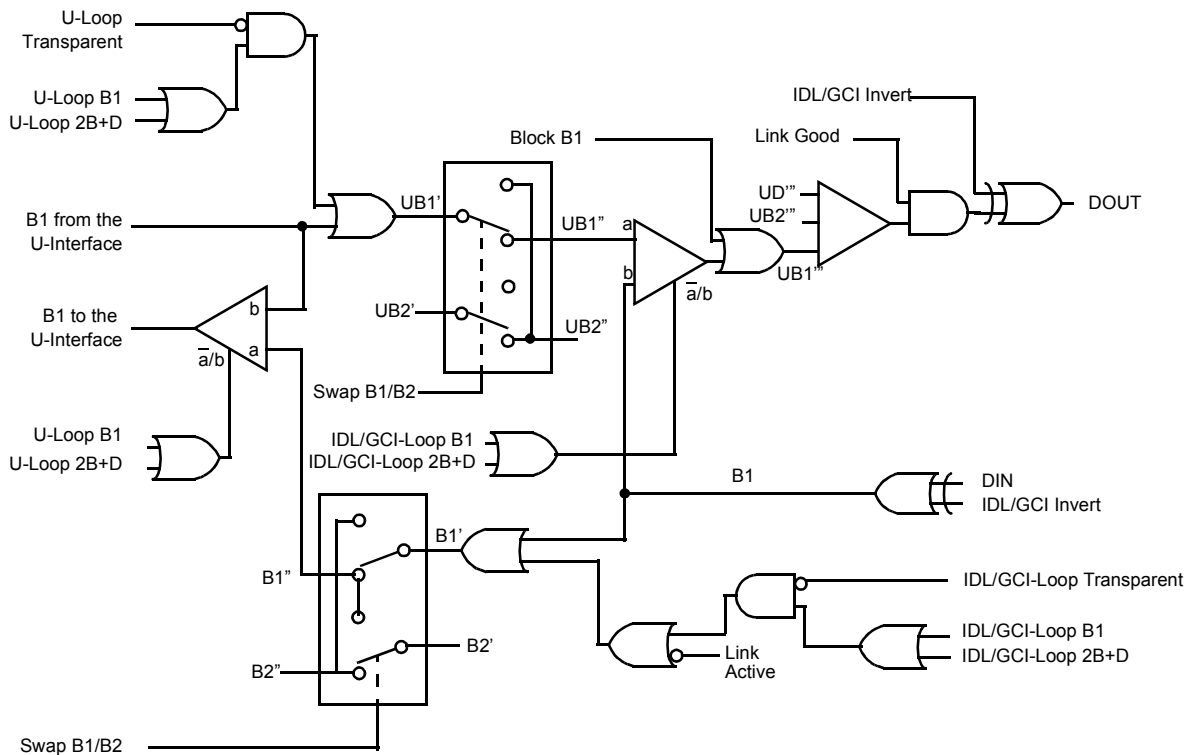 U-Loop
Transparent
U-Loop B1
U-Loop 2B+D
B1 from the
U-Interface
B1 to the
U-Interface
b
a
a/b
U-Loop B1
U-Loop 2B+D
UB1'
UB2'
UB1”
UB2”
Swap B1/B2
Block B1
a
b
a/b
IDL/GCI Invert
Link Good
UD'”
UB2'”
UB1'”
DOUT
IDL/GCI-Loop B1
IDL/GCI-Loop 2B+D
B1
DIN
IDL/GCI Invert
B1'
B1”
B2'
B2”
Link
Active
IDL/GCI-Loop Transparent
IDL/GCI-Loop B1
IDL/GCI-Loop 2B+D
Swap B1/B2